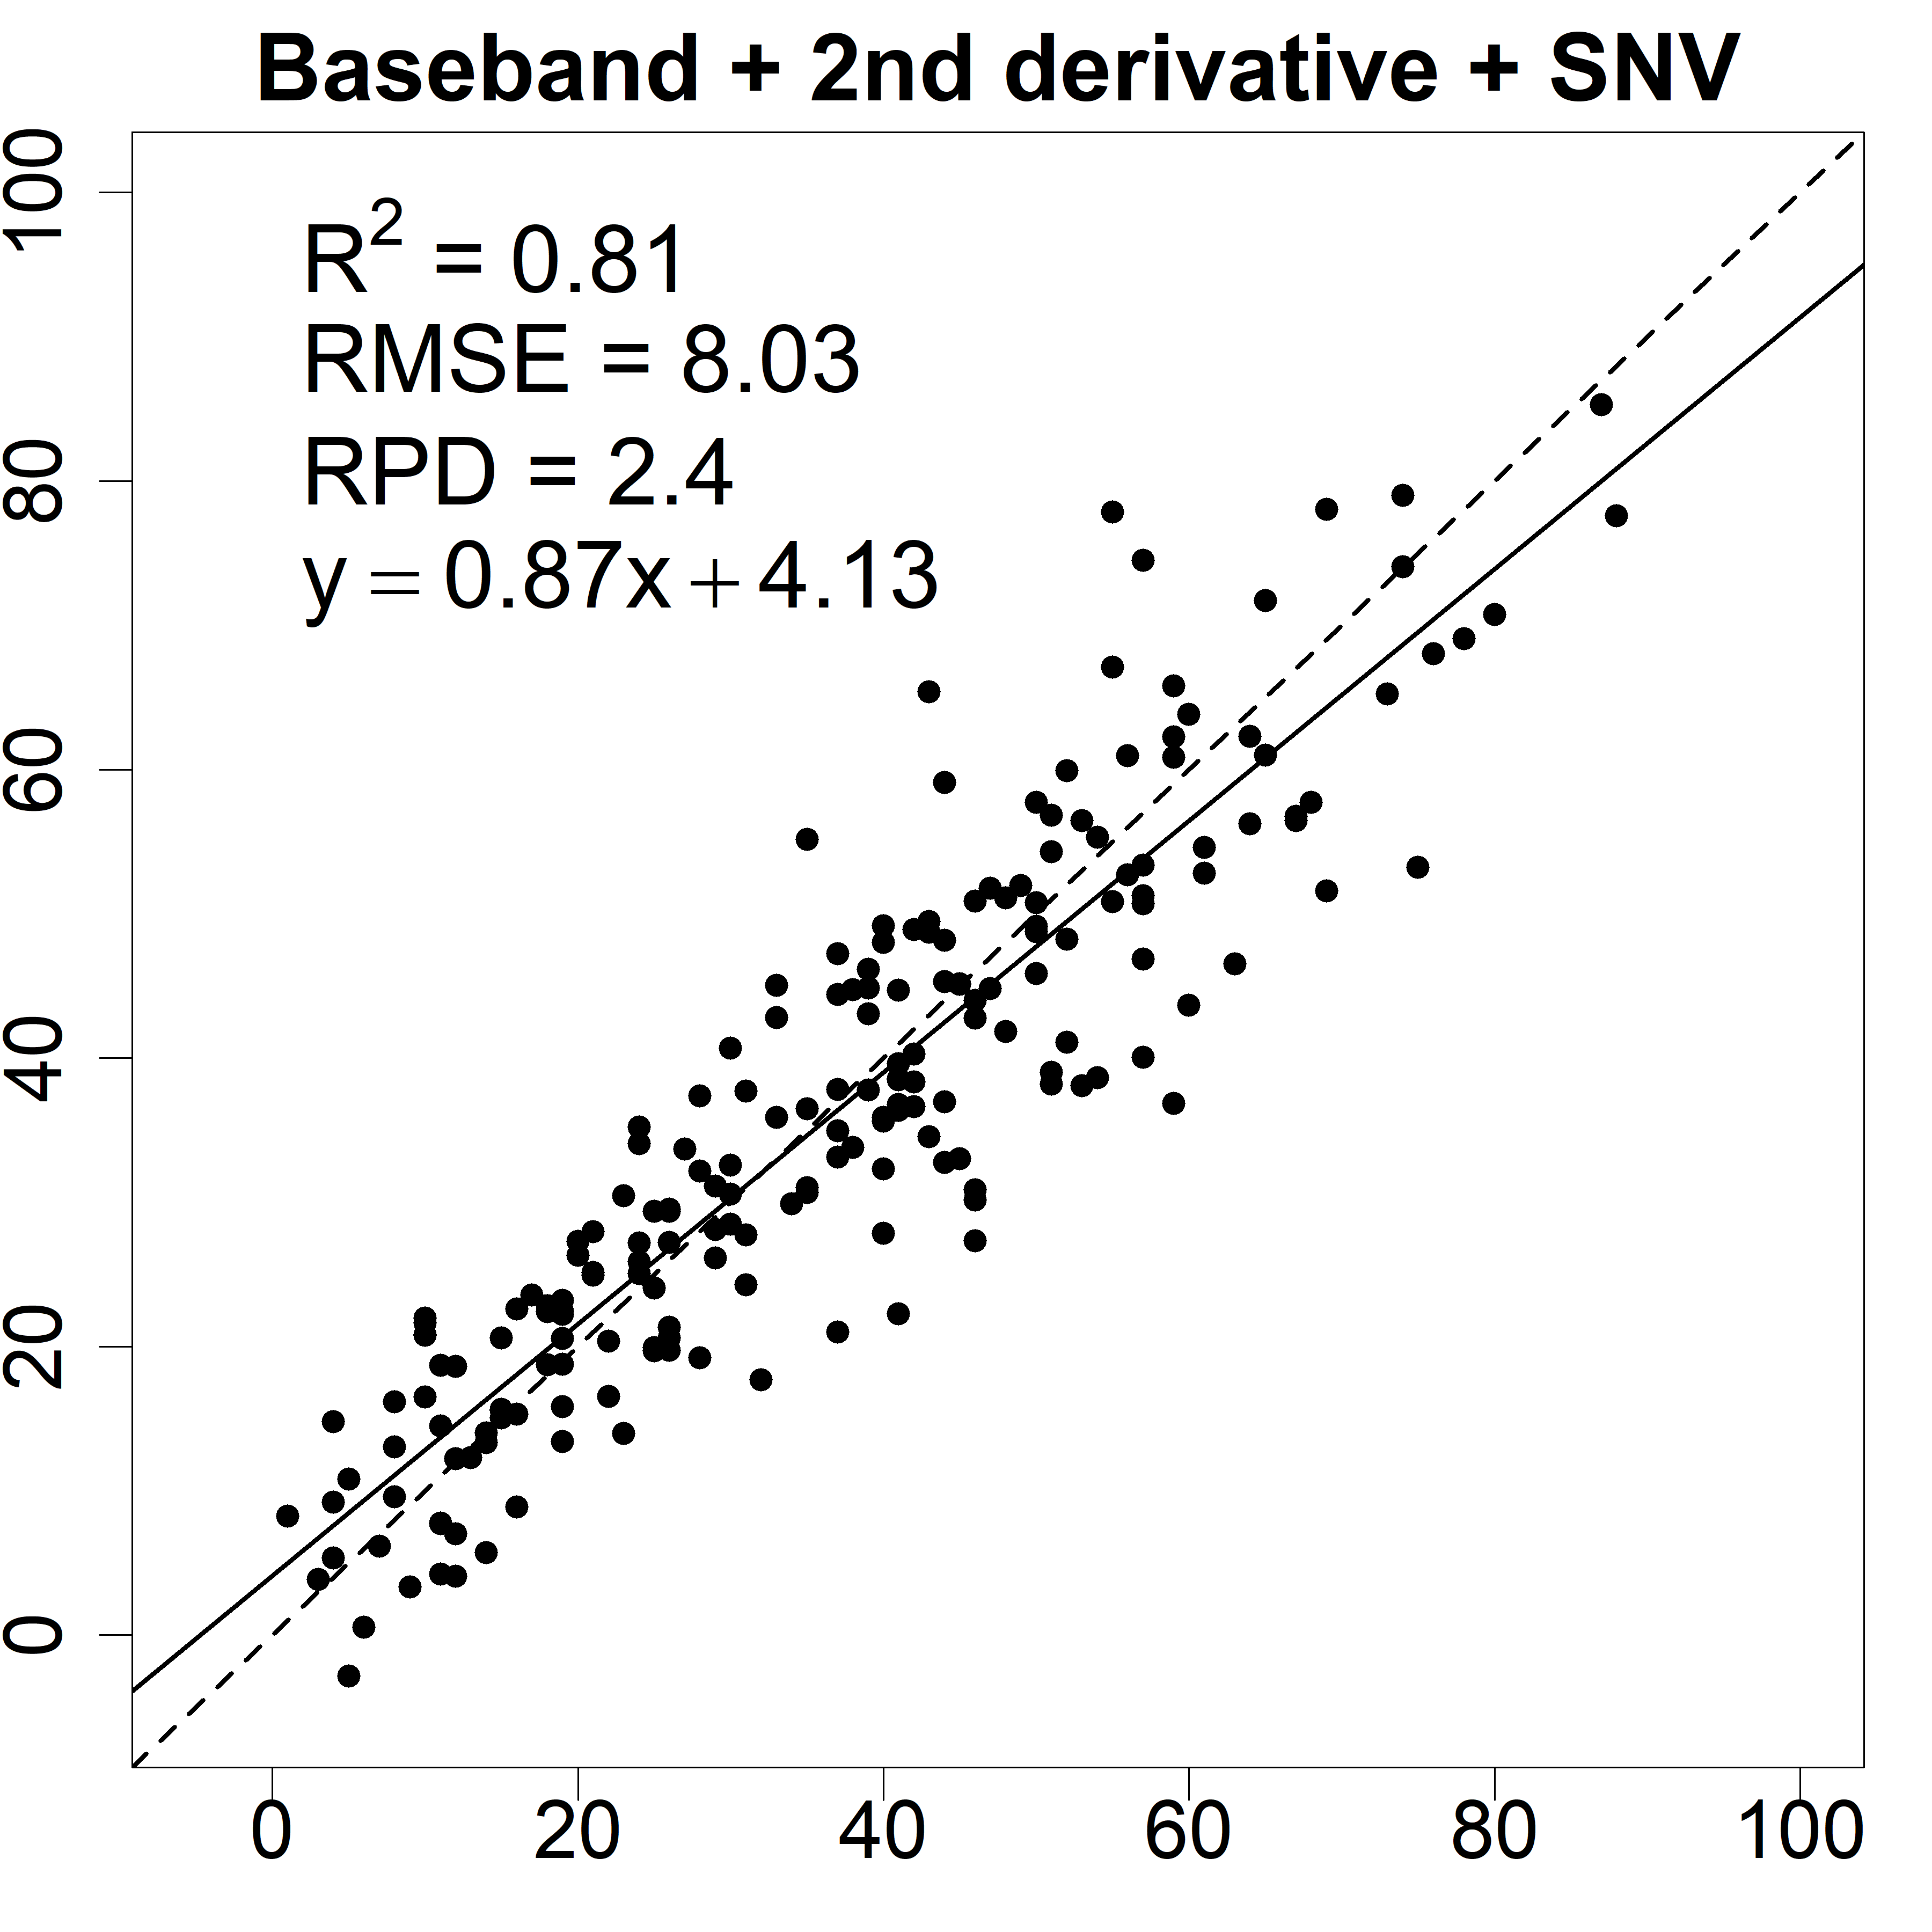 Baseband + 2nd derivative + SNV
R² = 0.81
RMSE = 8.03
RPD = 2.4
y = 0.87x + 4.13
100
80
60
40
20
0
0 20 40 60 80 100